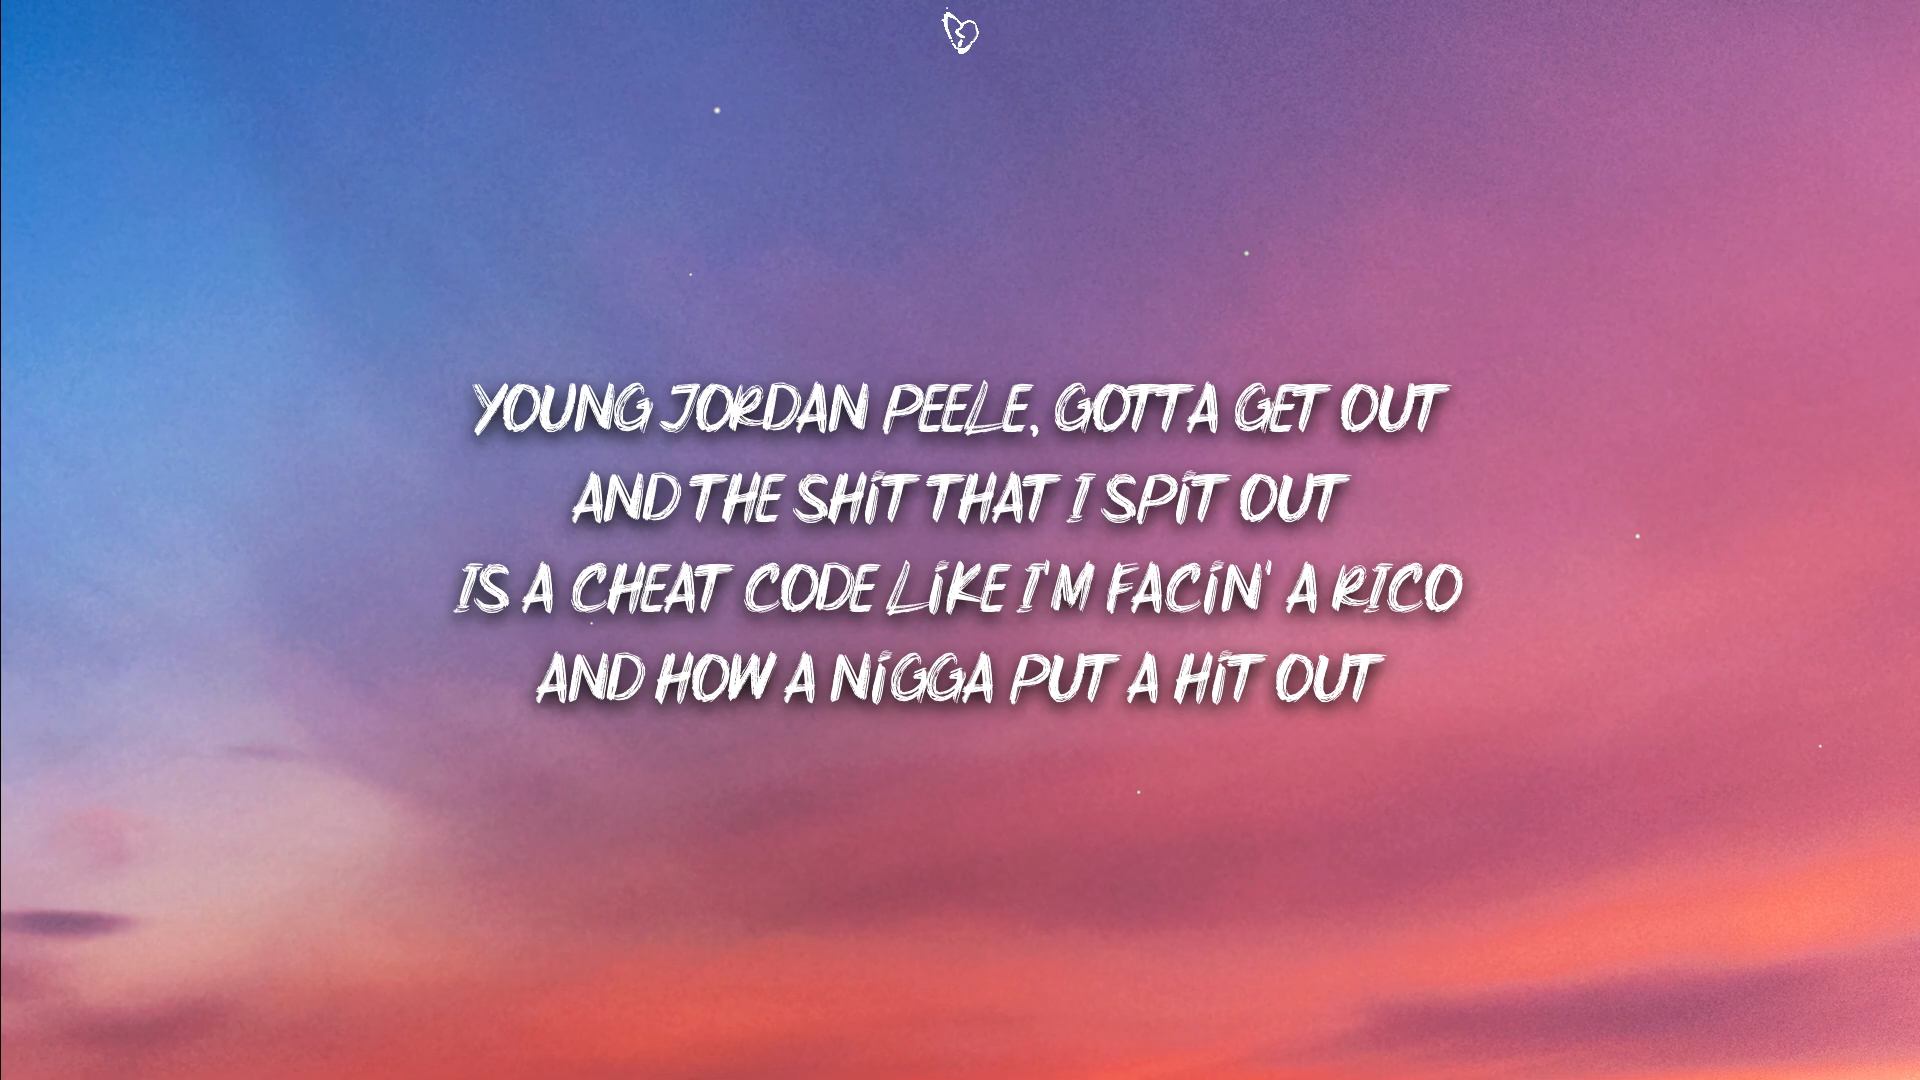 YOUNG JORDAN PEELE, GOTTA GET OUT
AND THE SHIT THAT I SPIT OUT
IS A CHEAT CODE LIKE I'M FACIN' A RICO
AND HOW A NIGGA PUT A HIT OUT